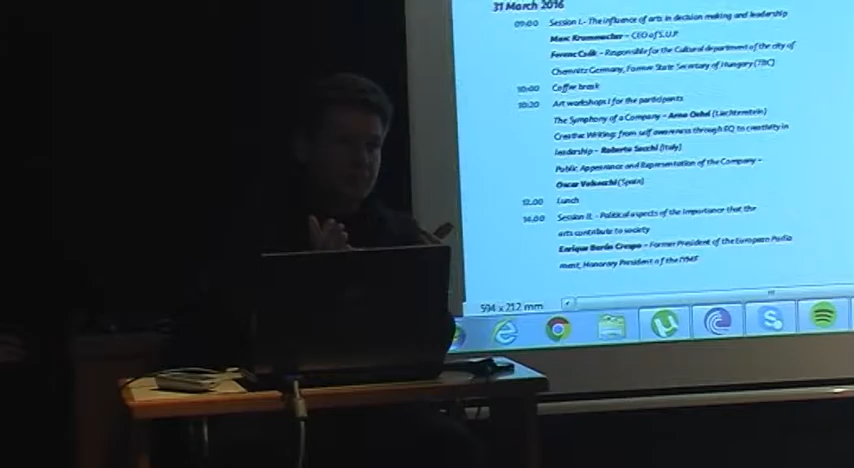 31 March 2016
09:00 Session I. - The influence of arts in decision making and leadership
Marc Krummacher – CEO of S.U.P.
Ferenc Csák – Responsible for the Cultural department of the city of
Chemnitz Germany, Former State Secretary of Hungary (TBC)
10:00 Coffee break
10:20 Art workshops I for the participants
The Symphony of a Company – Arno Oehri (Liechtenstein)
Creative Writing: from self awareness through EQ to creativity in
leadership – Roberto Secchi (Italy)
Public Appearance and Representation of the Company –
Oscar (Spain)
12.00 Lunch
14.00 Session II. - Political aspects of the importance that the
arts contribute to society
Enrique Barón Crespo – Former President of the European Parlia
ment, Honorary President of the IYMF
594 x 212 mm